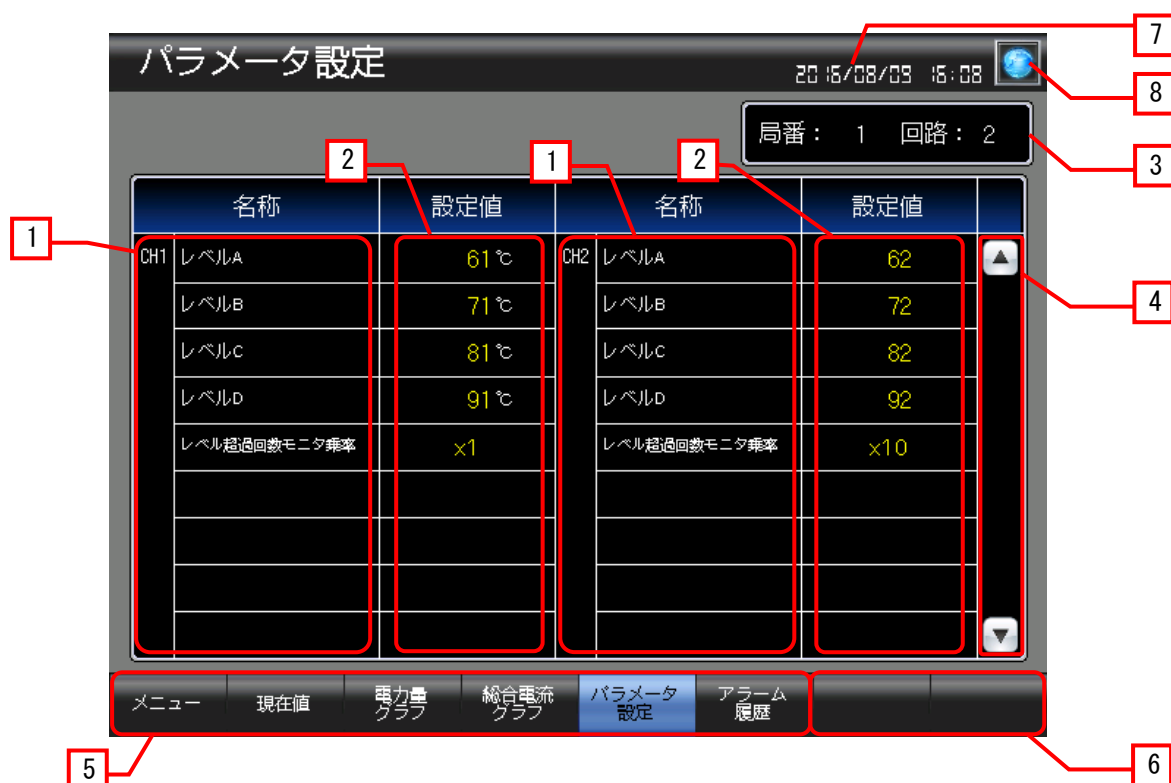 7
パラメータ設定
2016/08/09 16:08
8
局番： 1 回路： 2
3
2 1 2
名称 設定値 名称 設定値
1
CH1 レベルA 61℃ CH2 レベルA 62
4
レベルB 71℃ レベルB 72
レベルC 81℃ レベルC 82
レベルD 91℃ レベルD 92
レベル超過回数モニタ乗率 x1 レベル超過回数モニタ乗率 x10
メニュー 現在値 電力量グラフ 総合電流グラフ パラメータ設定 アラーム履歴
5 6